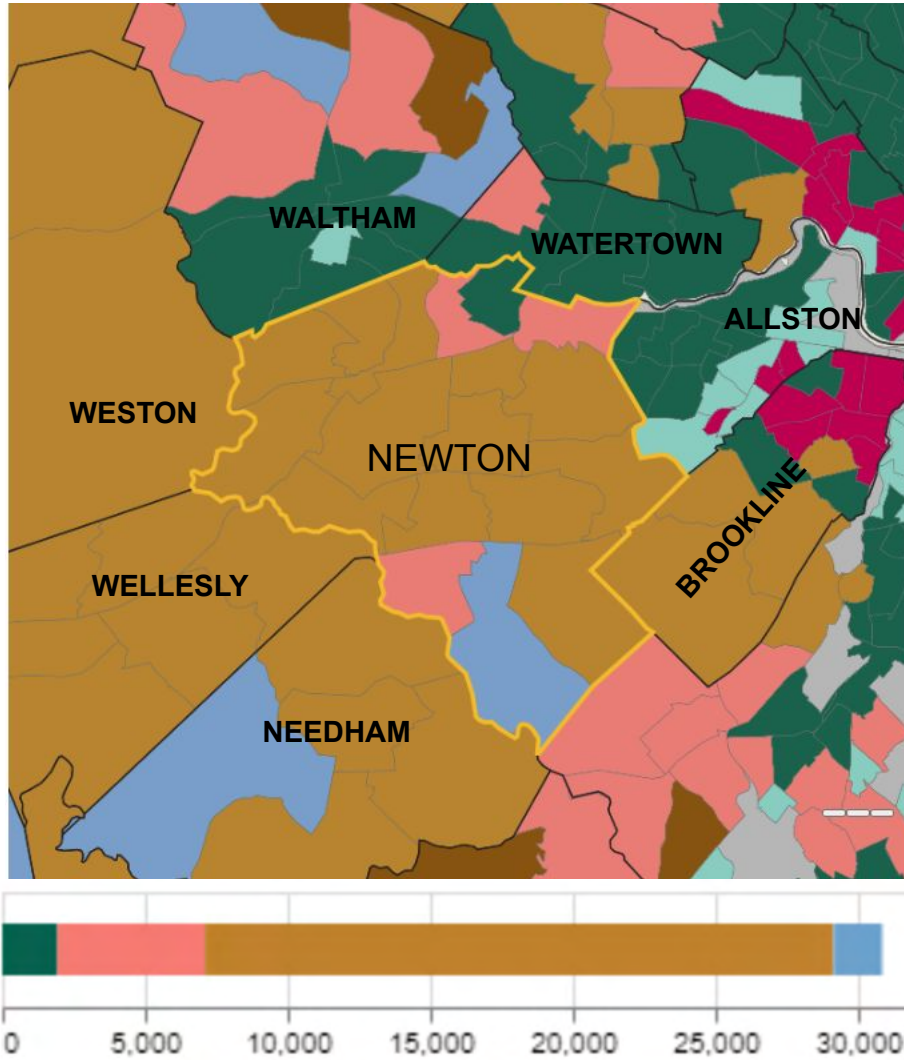 WALTHAM
WATERTOWN
ALLSTON
WESTON
NEWTON
BROOKLINE
WELLESLY
NEEDHAM
0 5,000 10,000 15,000 20,000 25,000 30,000